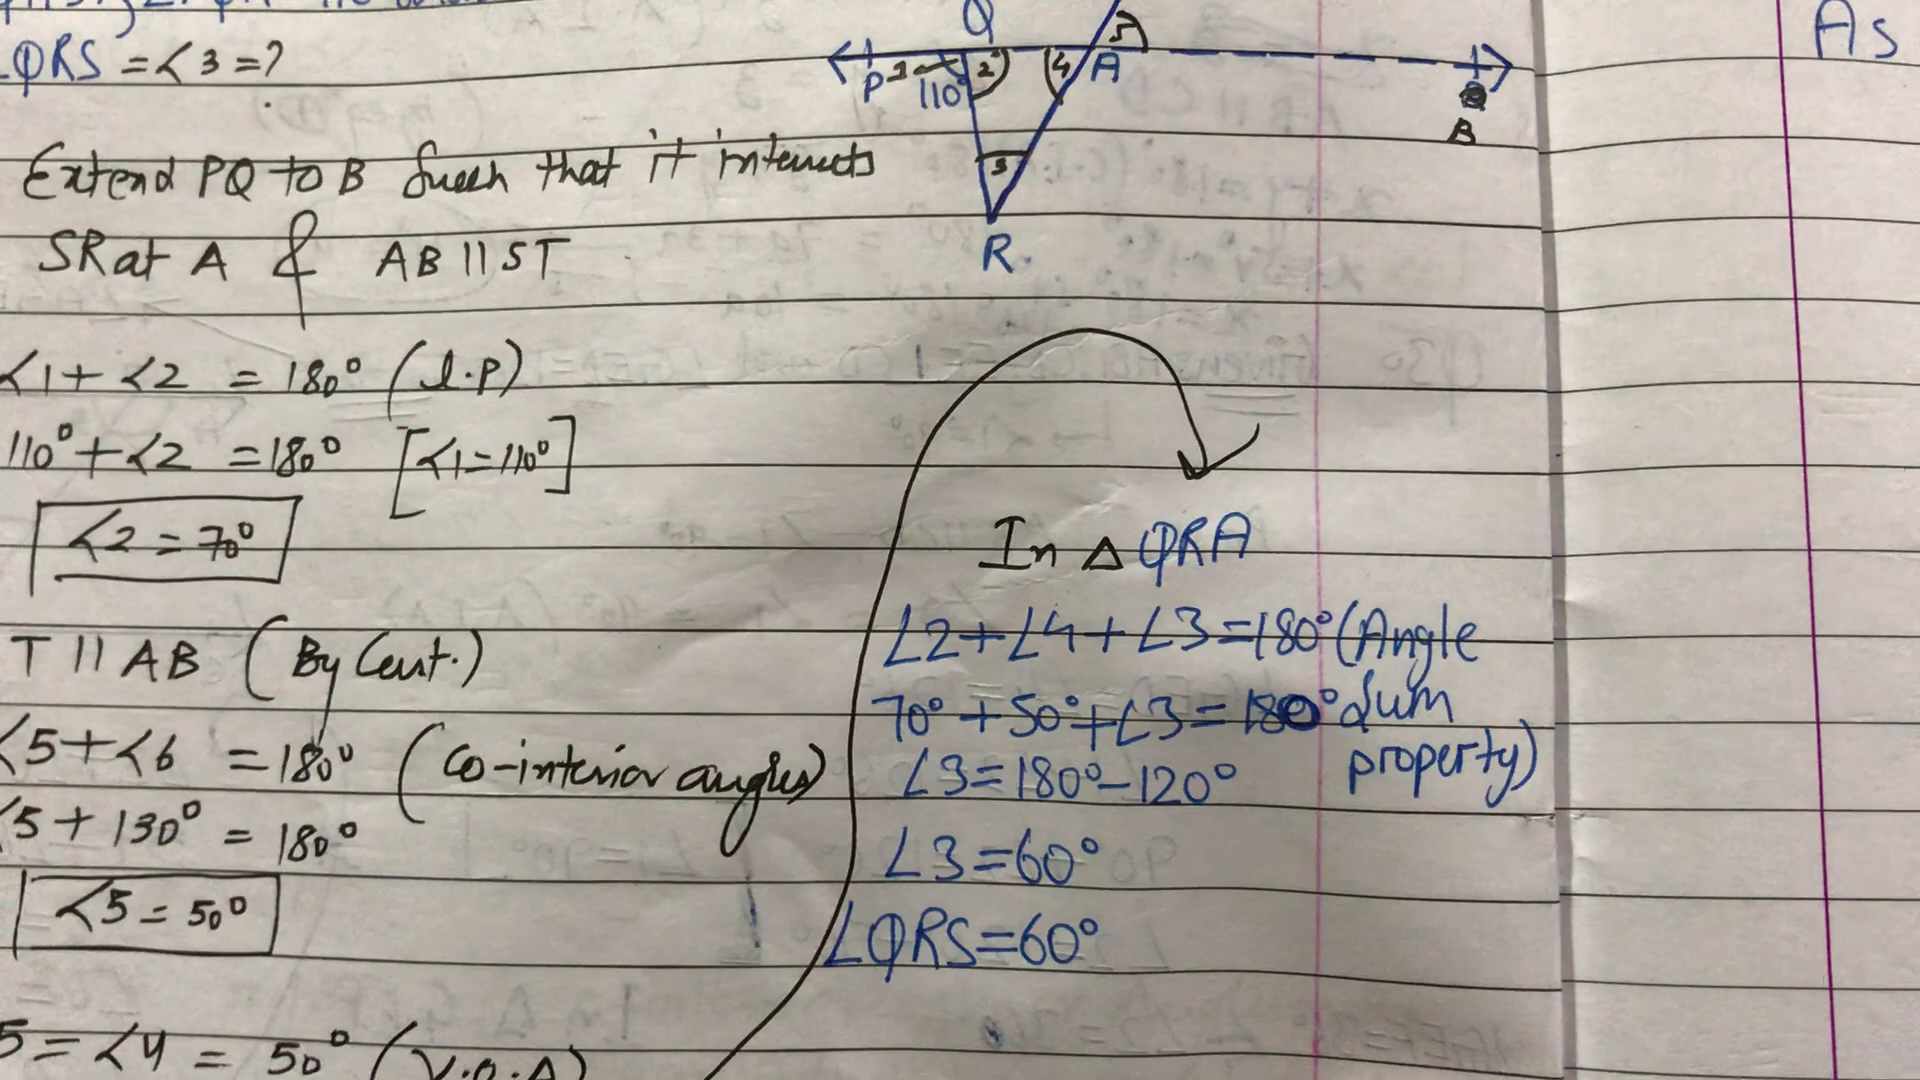 ∠QRS = ∠3 = ?
Q
5
P 1 2 4 A
110°
B
3
R
Extend PQ to B Such that it intersects
SR at A & AB || ST
∠1 + ∠2 = 180° (l.p)
110° + ∠2 = 180° [∠1 = 110°]
∠2 = 70°
T || AB (By Const.)
∠5 + ∠6 = 180° (Co-interior angles)
∠5 + 130° = 180°
∠5 = 50°
5 = ∠4 = 50° (V.O.A)
In △ QRA
∠2 + ∠4 + ∠3 = 180° (Angle
70° + 50° + ∠3 = 180° Sum
∠3 = 180° - 120° property)
∠3 = 60°
∠QRS = 60°
As